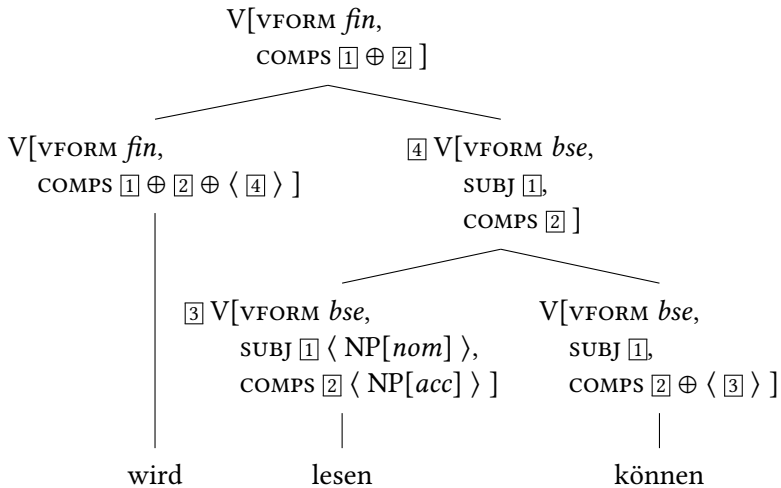 V[VFORM fin,
COMPS 1 ⊕ 2 ]
V[VFORM fin,
COMPS 1 ⊕ 2 ⊕ ⟨ 4 ⟩ ]
4 V[VFORM bse,
SUBJ 1,
COMPS 2 ]
3 V[VFORM bse,
SUBJ 1 ⟨ NP[nom] ⟩,
COMPS 2 ⟨ NP[acc] ⟩ ]
V[VFORM bse,
SUBJ 1,
COMPS 2 ⊕ ⟨ 3 ⟩ ]
wird lesen können